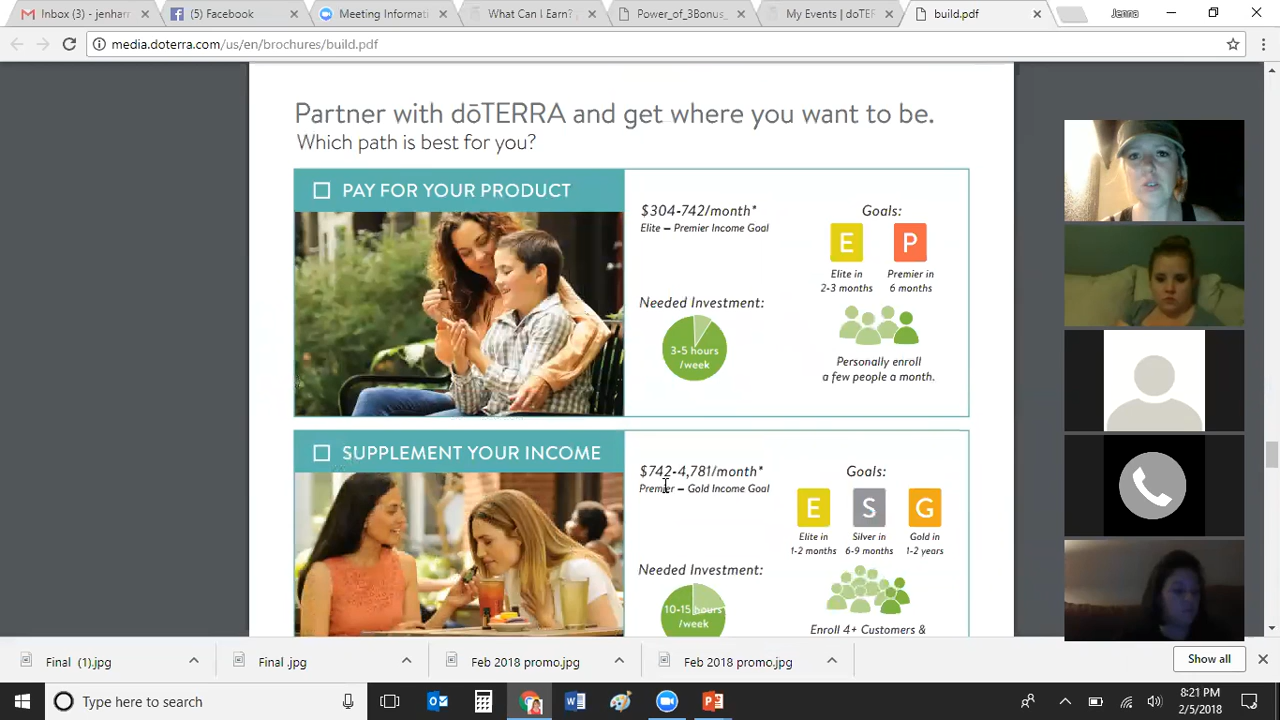 Inbox (3) - jenharr
(5) Facebook
Meeting Informati
What Can I Earn?
Power_of_3Bonus_
My Events | doTER
build.pdf
Jenna
media.doterra.com/us/en/brochures/build.pdf
Partner with dōTERRA and get where you want to be.
Which path is best for you?
PAY FOR YOUR PRODUCT
$304-742/month*
Elite – Premier Income Goal
Needed Investment:
3-5 hours
/week
Goals:
E P
Elite in
2-3 months
Premier in
6 months
Personally enroll
a few people a month.
SUPPLEMENT YOUR INCOME
$742-4,781/month*
Premier – Gold Income Goal
Needed Investment:
10-15 hours
/week
Goals:
E S G
Elite in
1-2 months
Silver in
6-9 months
Gold in
1-2 years
Enroll 4+ Customers &
Final (1).jpg
Final .jpg
Feb 2018 promo.jpg
Feb 2018 promo.jpg
Show all
Type here to search
8:21 PM
2/5/2018